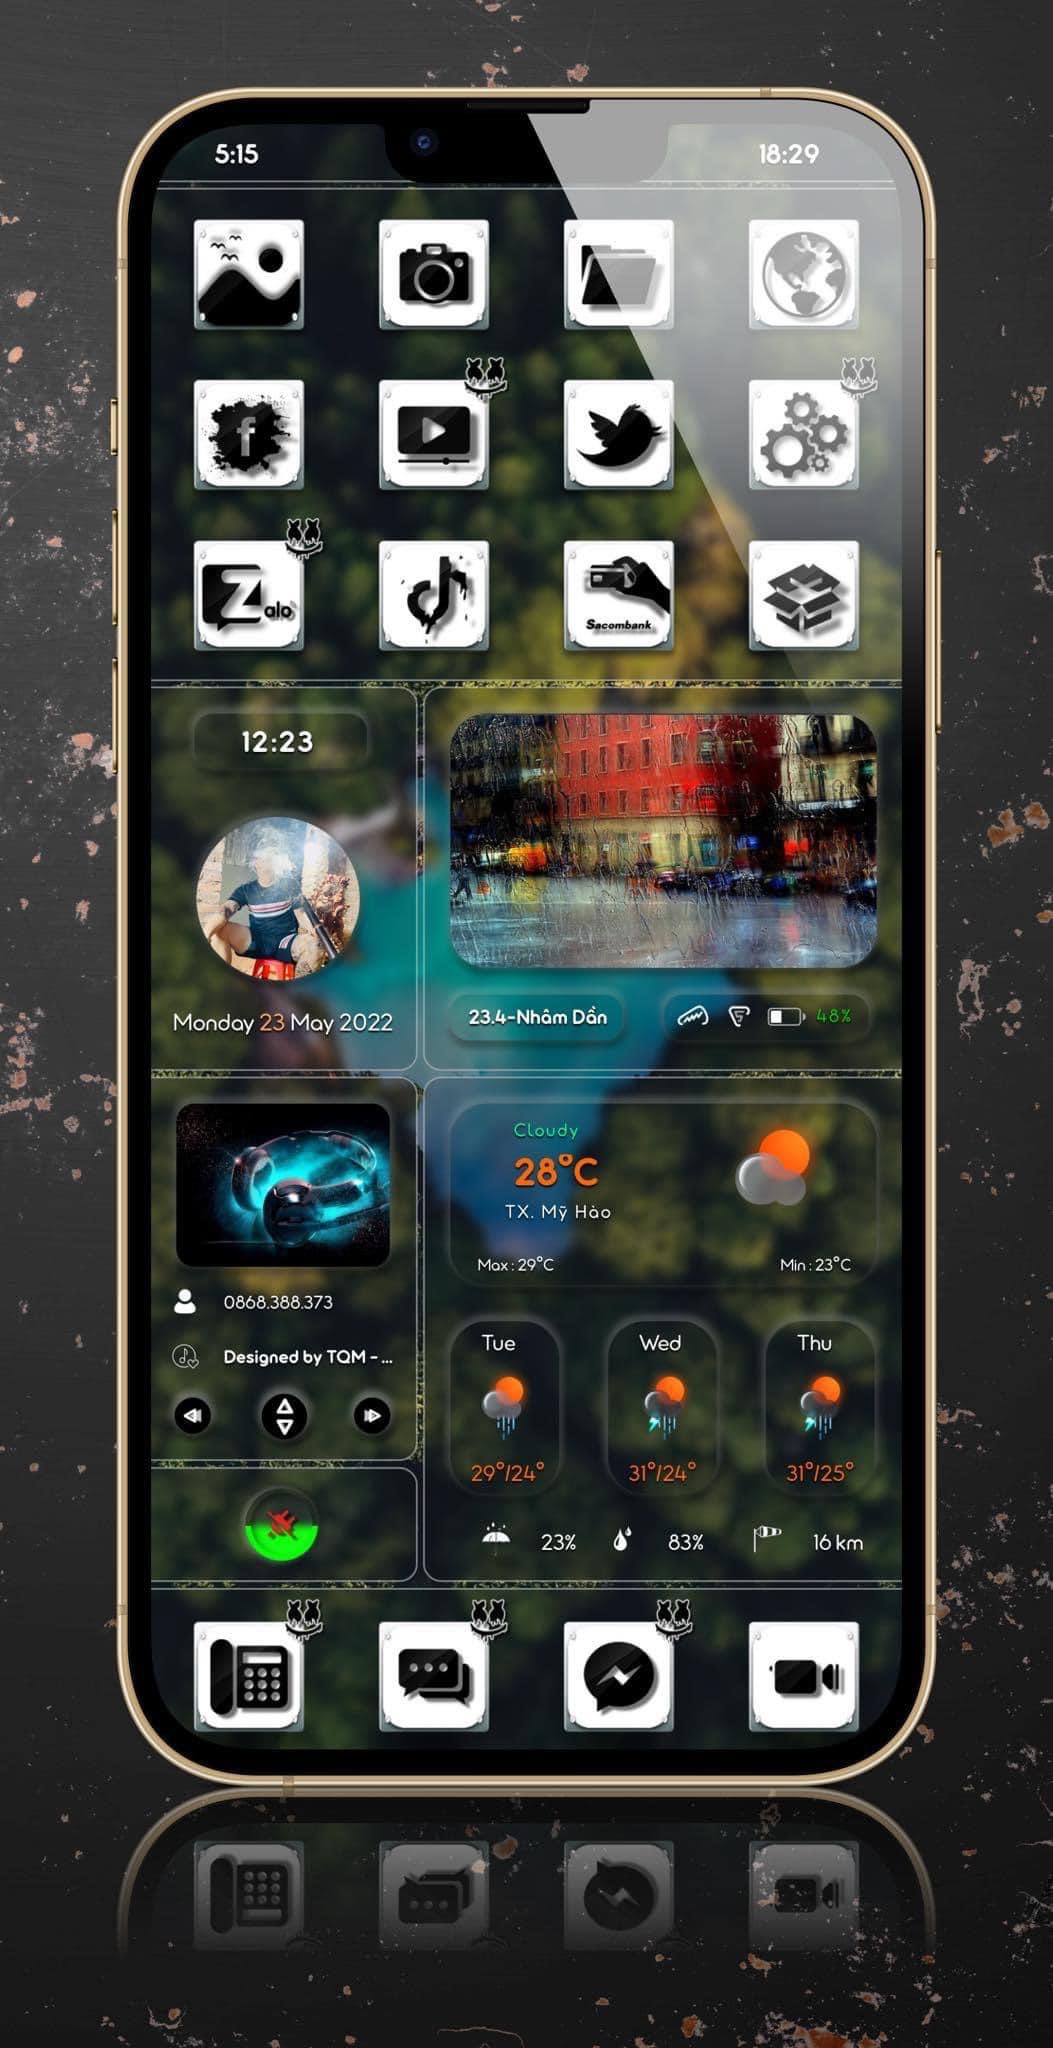 5:15
18:29
f
Zalo
Sacombank
12:23
Monday 23 May 2022
23.4-Nhâm Dần
48%
Cloudy
28°C
TX. Mỹ Hào
Max : 29°C
Min : 23°C
0868.388.373
Designed by TQM - ...
Tue
Wed
Thu
29°/24°
31°/24°
31°/25°
23%
83%
16 km